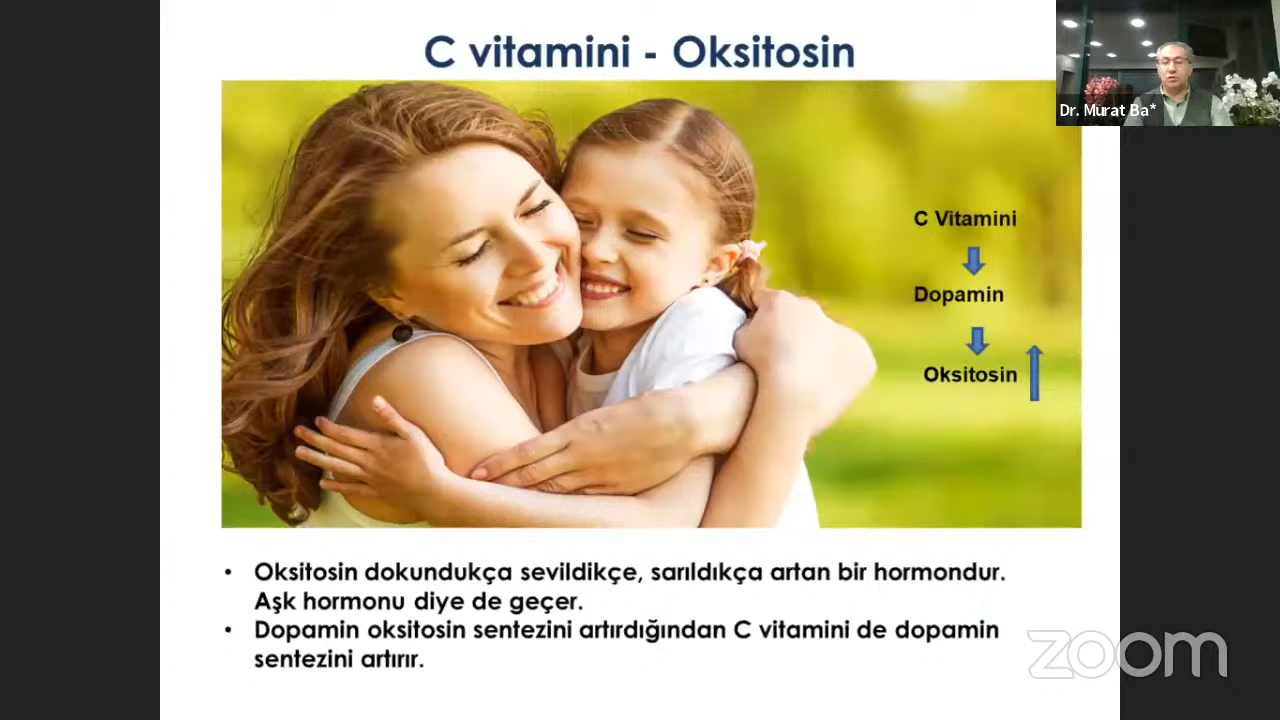 C vitamini - Oksitosin
Dr. Murat Ba*
C Vitamini
Dopamin
Oksitosin
• Oksitosin dokundukça sevildikçe, sarıldıkça artan bir hormondur.
Aşk hormonu diye de geçer.
• Dopamin oksitosin sentezini artırdığından C vitamini de dopamin
sentezini artırır.
zoom